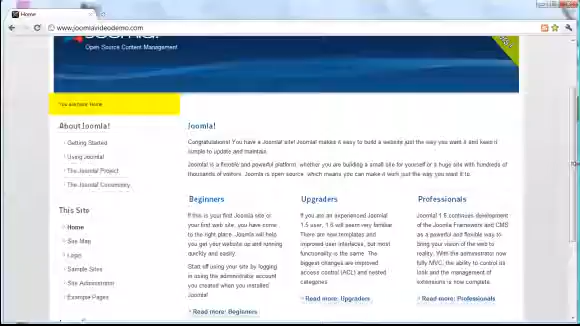 Home
www.joomlavideodemo.com
Open Source Content Management
You are here: Home
About Joomla!
Getting Started
Using Joomla!
The Joomla! Project
The Joomla! Community
This Site
Home
Site Map
Login
Sample Sites
Site Administrator
Example Pages
Joomla!
Congratulations! You have a Joomla! site! Joomla! makes it easy to build a website just the way you want it and keep it
simple to update and maintain.
Joomla! is a flexible and powerful platform, whether you are building a small site for yourself or a huge site with hundreds of
thousands of visitors. Joomla is open source, which means you can make it work just the way you want it to.
Beginners
If this is your first Joomla site or
your first web site, you have come
to the right place. Joomla will help
you get your website up and running
quickly and easily.
Start off using your site by logging
in using the administrator account
you created when you installed
Joomla!
Read more: Beginners
Upgraders
If you are an experienced Joomla!
1.5 user, 1.6 will seem very familiar.
There are new templates and
improved user interfaces, but most
functionality is the same. The
biggest changes are improved
access control (ACL) and nested
categories.
Read more: Upgraders
Professionals
Joomla! 1.6 continues development
of the Joomla Framework and CMS
as a powerful and flexible way to
bring your vision of the web to
reality. With the administrator now
fully MVC, the ability to control its
look and the management of
extensions is now complete.
Read more: Professionals